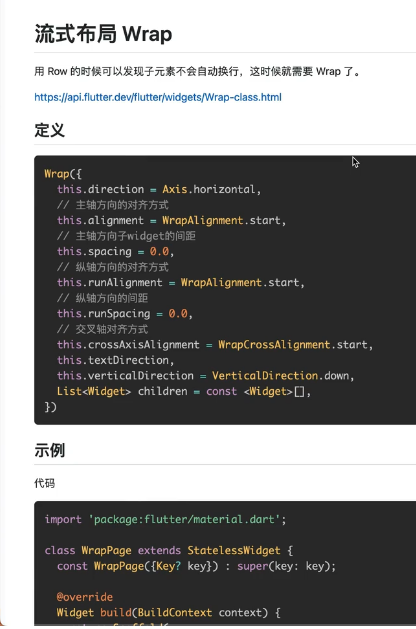 流式布局 Wrap
用 Row 的时候可以发现子元素不会自动换行，这时候就需要 Wrap 了。
https://api.flutter.dev/flutter/widgets/Wrap-class.html
定义
Wrap({
this.direction = Axis.horizontal,
// 主轴方向的对齐方式
this.alignment = WrapAlignment.start,
// 主轴方向子widget的间距
this.spacing = 0.0,
// 纵轴方向的对齐方式
this.runAlignment = WrapAlignment.start,
// 纵轴方向的间距
this.runSpacing = 0.0,
// 交叉轴对齐方式
this.crossAxisAlignment = WrapCrossAlignment.start,
this.textDirection,
this.verticalDirection = VerticalDirection.down,
List<Widget> children = const <Widget>[],
})
示例
代码
import 'package:flutter/material.dart';
class WrapPage extends StatelessWidget {
const WrapPage({Key? key}) : super(key: key);
@override
Widget build(BuildContext context) {